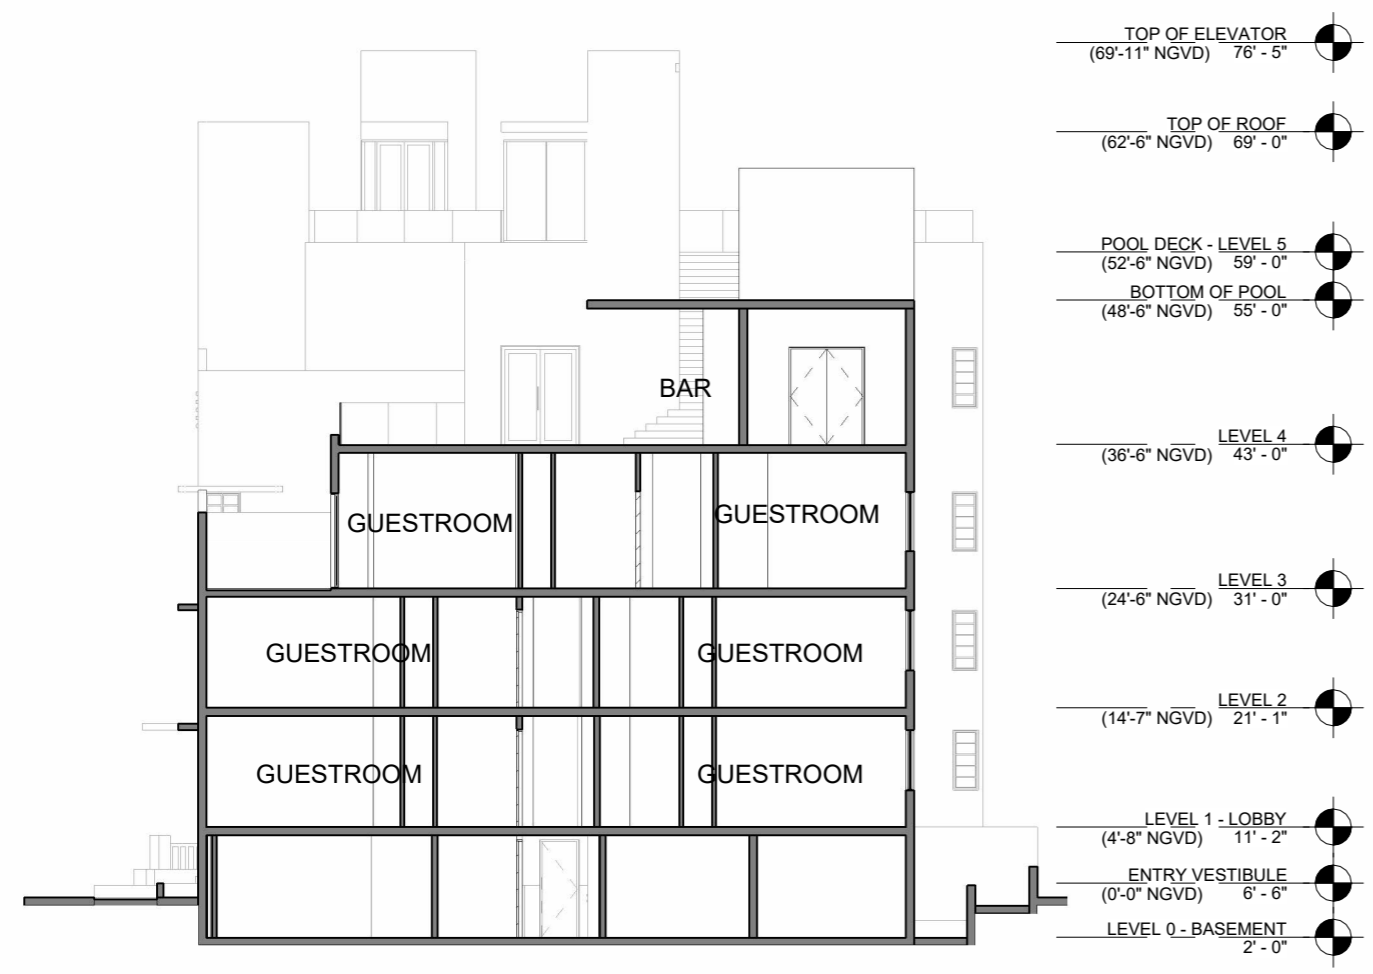 TOP OF ELEVATOR
(69'-11" NGVD) 76' - 5"
TOP OF ROOF
(62'-6" NGVD) 69' - 0"
POOL DECK - LEVEL 5
(52'-6" NGVD) 59' - 0"
BOTTOM OF POOL
(48'-6" NGVD) 55' - 0"
BAR
LEVEL 4
(36'-6" NGVD) 43' - 0"
GUESTROOM GUESTROOM
LEVEL 3
(24'-6" NGVD) 31' - 0"
GUESTROOM GUESTROOM
LEVEL 2
(14'-7" NGVD) 21' - 1"
GUESTROOM GUESTROOM
LEVEL 1 - LOBBY
(4'-8" NGVD) 11' - 2"
ENTRY VESTIBULE
(0'-0" NGVD) 6' - 6"
LEVEL 0 - BASEMENT
2' - 0"